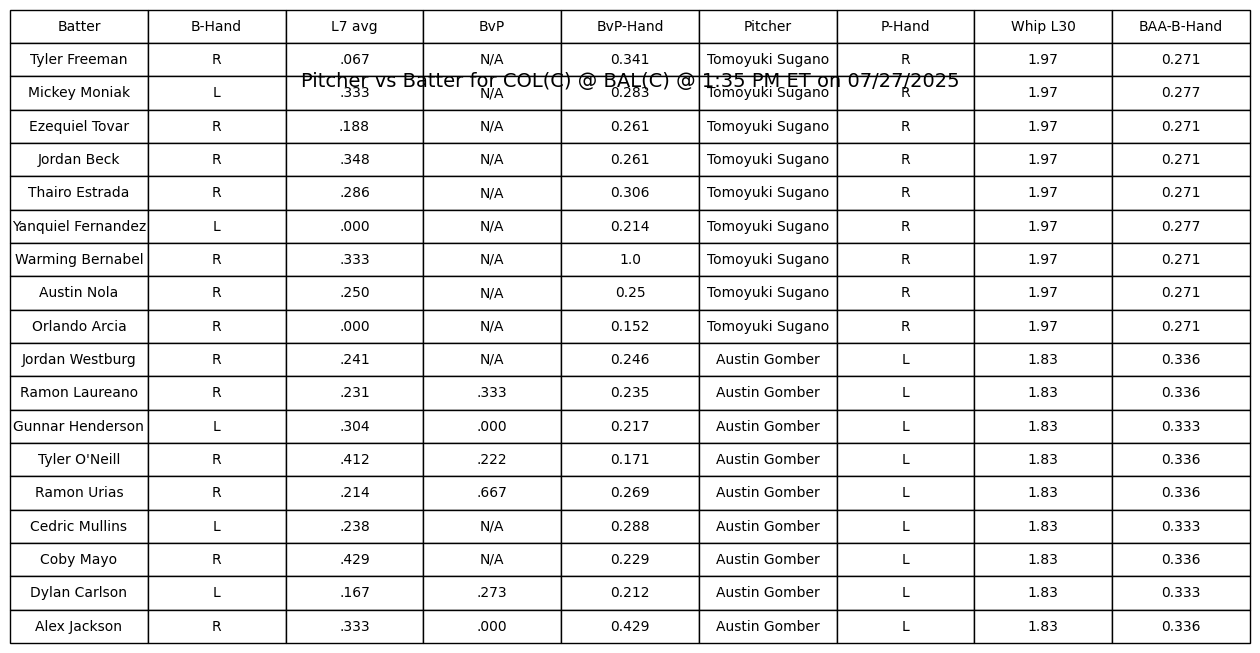 Batter B-Hand L7 avg BvP BvP-Hand Pitcher P-Hand Whip L30 BAA-B-Hand
Tyler Freeman R .067 N/A 0.341 Tomoyuki Sugano R 1.97 0.271
Pitcher vs Batter for COL(C) @ BAL(C) @ 1:35 PM ET on 07/27/2025
Mickey Moniak L .333 N/A 0.283 Tomoyuki Sugano R 1.97 0.277
Ezequiel Tovar R .188 N/A 0.261 Tomoyuki Sugano R 1.97 0.271
Jordan Beck R .348 N/A 0.261 Tomoyuki Sugano R 1.97 0.271
Thairo Estrada R .286 N/A 0.306 Tomoyuki Sugano R 1.97 0.271
Yanquiel Fernandez L .000 N/A 0.214 Tomoyuki Sugano R 1.97 0.277
Warming Bernabel R .333 N/A 1.0 Tomoyuki Sugano R 1.97 0.271
Austin Nola R .250 N/A 0.25 Tomoyuki Sugano R 1.97 0.271
Orlando Arcia R .000 N/A 0.152 Tomoyuki Sugano R 1.97 0.271
Jordan Westburg R .241 N/A 0.246 Austin Gomber L 1.83 0.336
Ramon Laureano R .231 .333 0.235 Austin Gomber L 1.83 0.336
Gunnar Henderson L .304 .000 0.217 Austin Gomber L 1.83 0.333
Tyler O'Neill R .412 .222 0.171 Austin Gomber L 1.83 0.336
Ramon Urias R .214 .667 0.269 Austin Gomber L 1.83 0.336
Cedric Mullins L .238 N/A 0.288 Austin Gomber L 1.83 0.333
Coby Mayo R .429 N/A 0.229 Austin Gomber L 1.83 0.336
Dylan Carlson L .167 .273 0.212 Austin Gomber L 1.83 0.333
Alex Jackson R .333 .000 0.429 Austin Gomber L 1.83 0.336